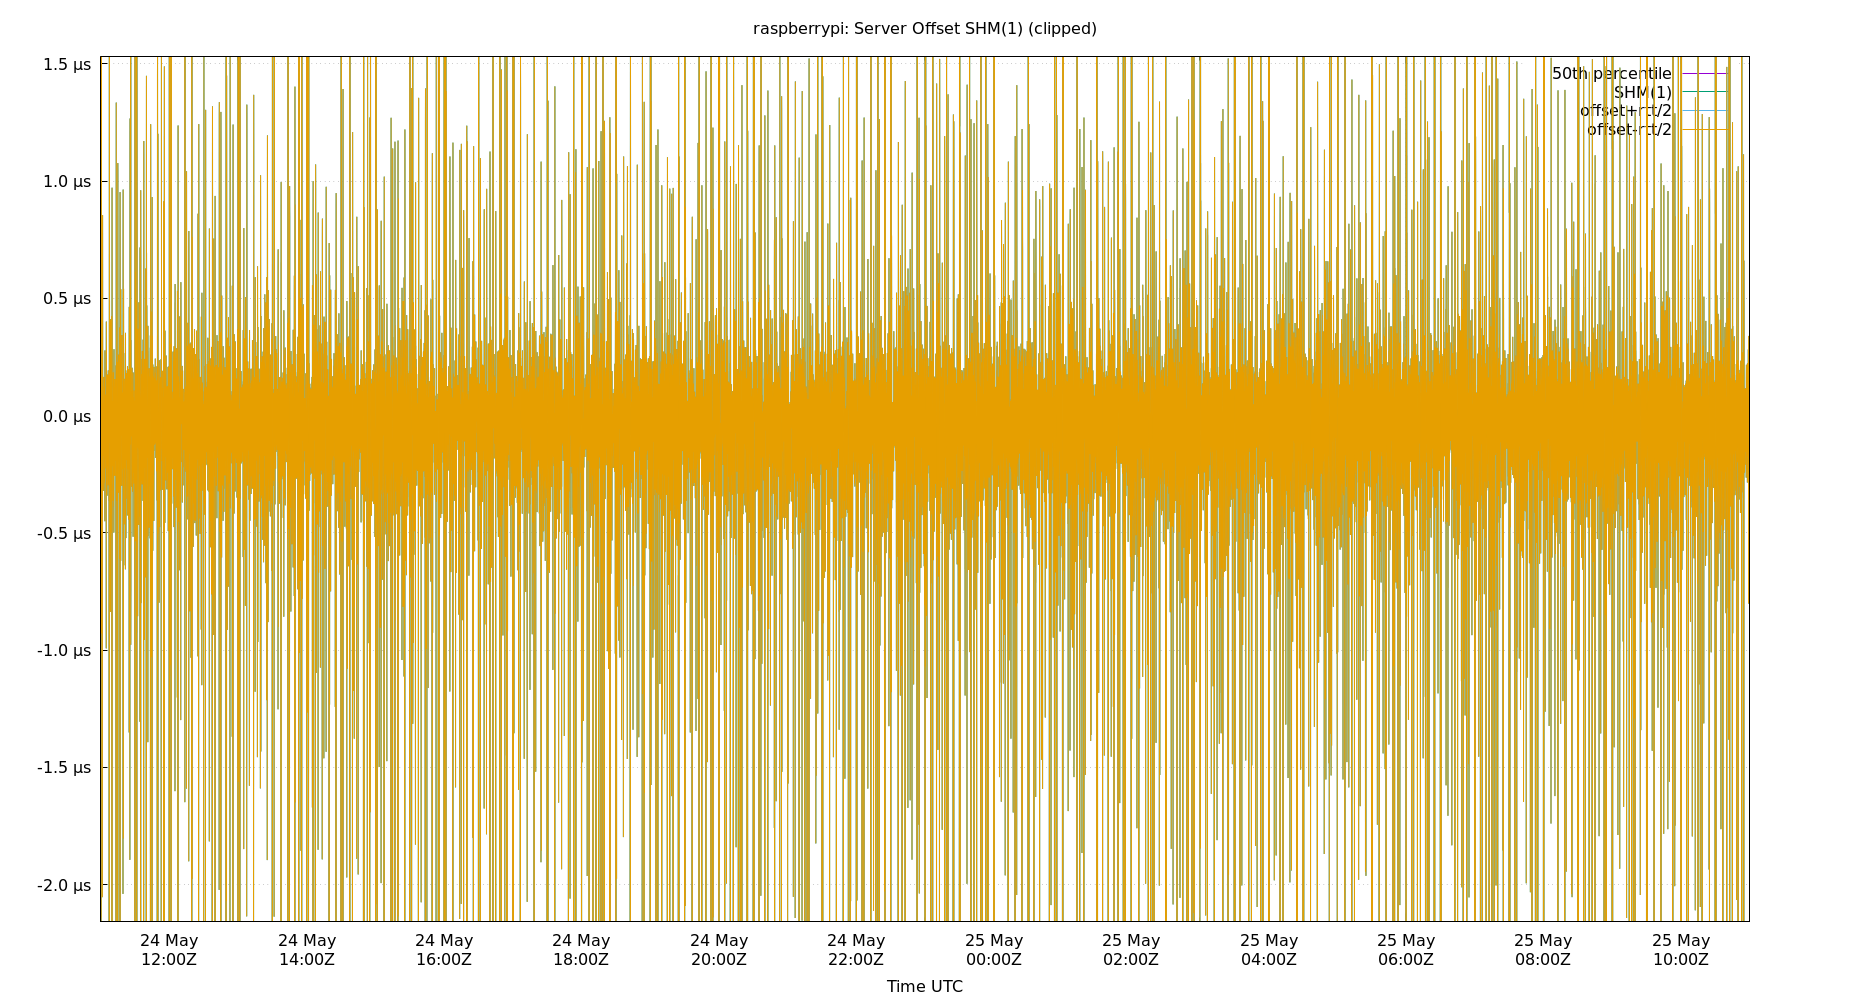 raspberrypi: Server Offset SHM(1) (clipped)
1.5 µs
1.0 µs
0.5 µs
0.0 µs
-0.5 µs
-1.0 µs
-1.5 µs
-2.0 µs
50th percentile
SHM(1)
offset+rtt/2
offset-rtt/2
24 May 24 May 24 May 24 May 24 May 24 May 25 May 25 May 25 May 25 May 25 May 25 May
12:00Z 14:00Z 16:00Z 18:00Z 20:00Z 22:00Z 00:00Z 02:00Z 04:00Z 06:00Z 08:00Z 10:00Z
Time UTC